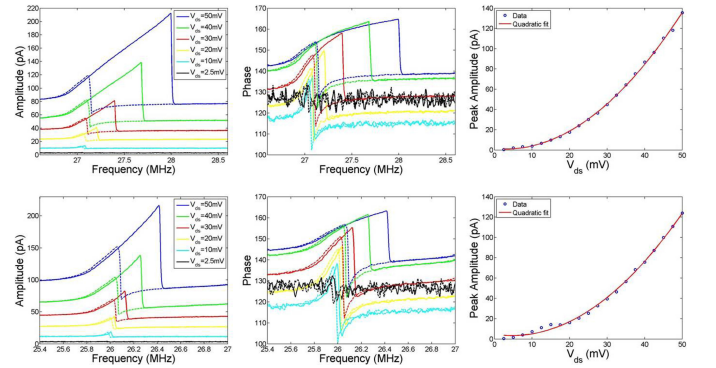 220
200
180
160
140
120
100
80
60
40
20
0
Amplitude (pA)
V_ds=50mV
V_ds=40mV
V_ds=30mV
V_ds=20mV
V_ds=10mV
V_ds=2.5mV
27 27.5 28 28.5
Frequency (MHz)
170
160
150
140
130
120
110
100
Phase
27 27.5 28 28.5
Frequency (MHz)
140
120
100
80
60
40
20
0
Peak Amplitude (pA)
Data
Quadratic fit
0 10 20 30 40 50
V_ds (mV)
200
150
100
50
0
Amplitude (pA)
V_ds=50mV
V_ds=40mV
V_ds=30mV
V_ds=20mV
V_ds=10mV
V_ds=2.5mV
25.4 25.6 25.8 26 26.2 26.4 26.6 26.8 27
Frequency (MHz)
170
160
150
140
130
120
110
100
Phase
25.4 25.6 25.8 26 26.2 26.4 26.6 26.8 27
Frequency (MHz)
140
120
100
80
60
40
20
0
Peak Amplitude (pA)
Data
Quadratic fit
0 10 20 30 40 50
V_ds (mV)